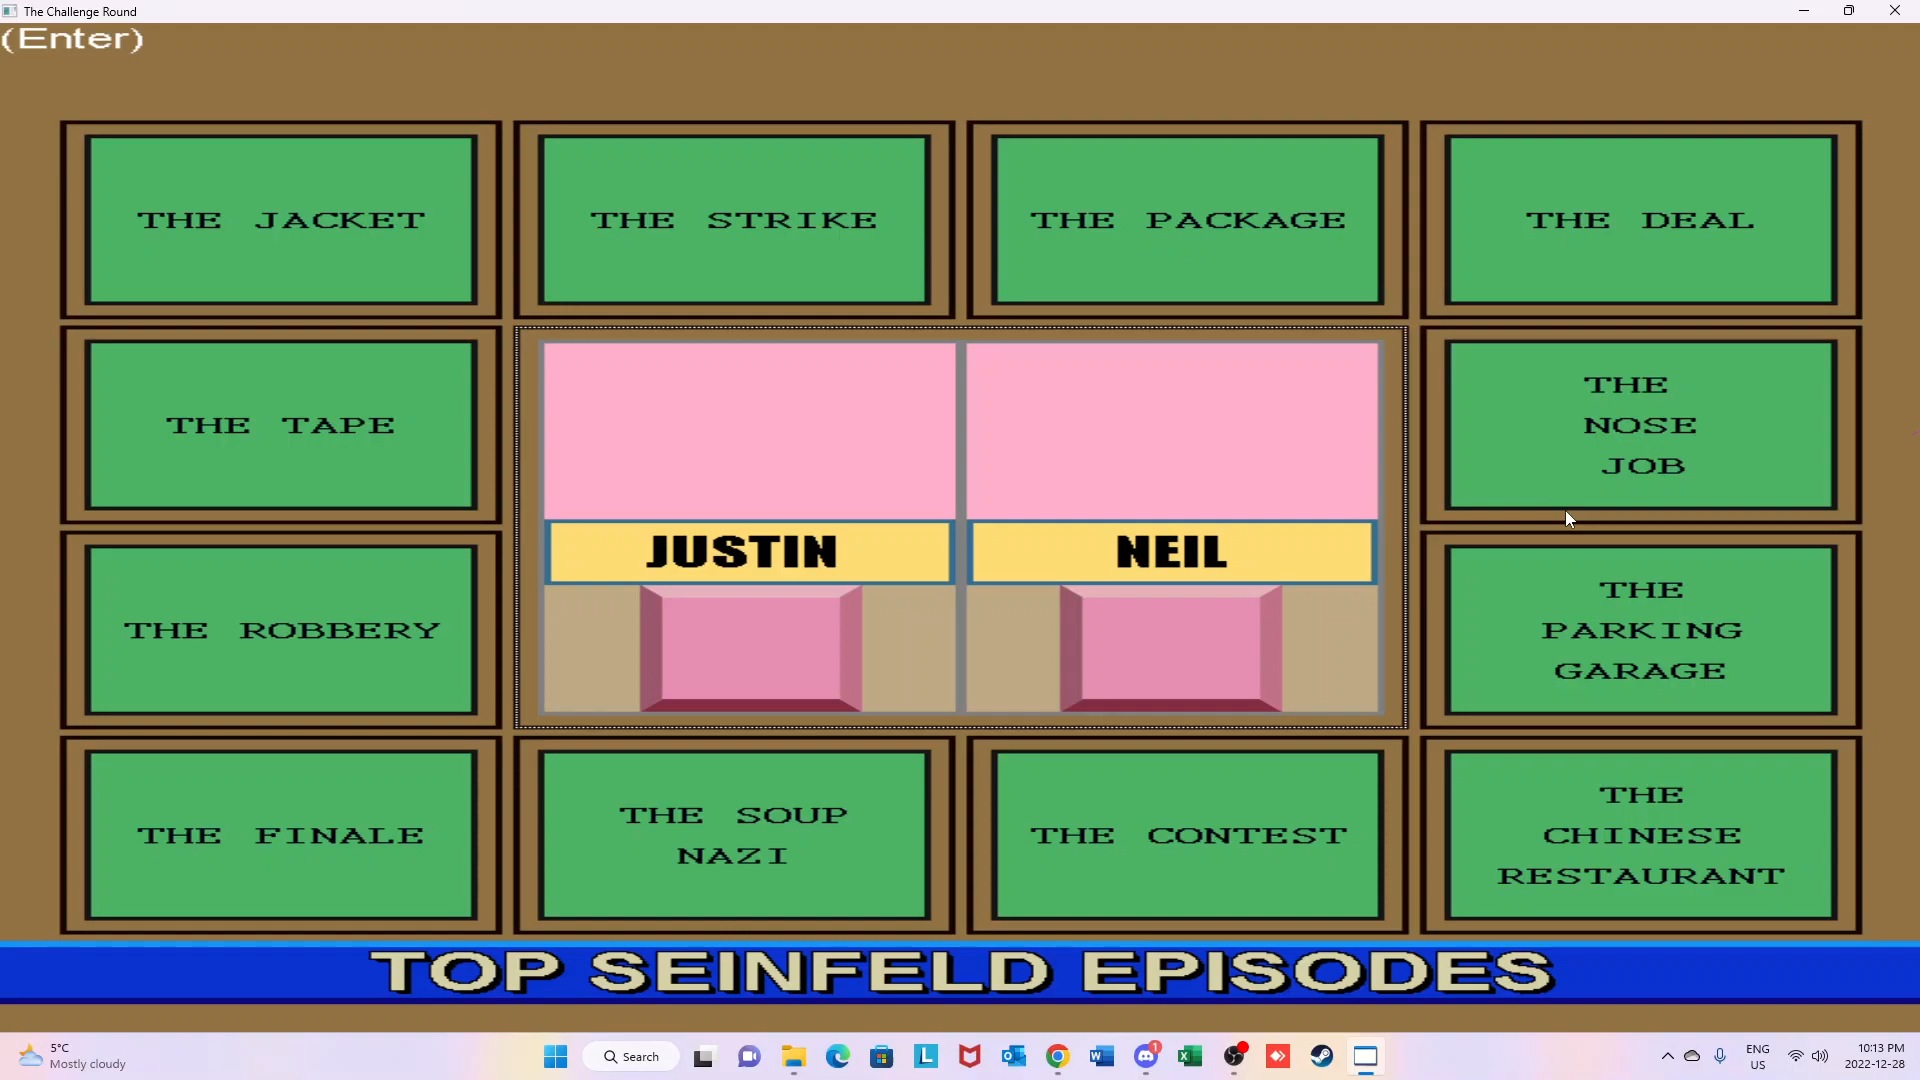 The Challenge Round
(Enter)
THE JACKET
THE STRIKE
THE PACKAGE
THE DEAL
THE TAPE
THE
NOSE
JOB
JUSTIN
NEIL
THE ROBBERY
THE
PARKING
GARAGE
THE FINALE
THE SOUP
NAZI
THE CONTEST
THE
CHINESE
RESTAURANT
TOP SEINFELD EPISODES
5°C
Mostly cloudy
Search
L
1
ENG
US
10:13 PM
2022-12-28